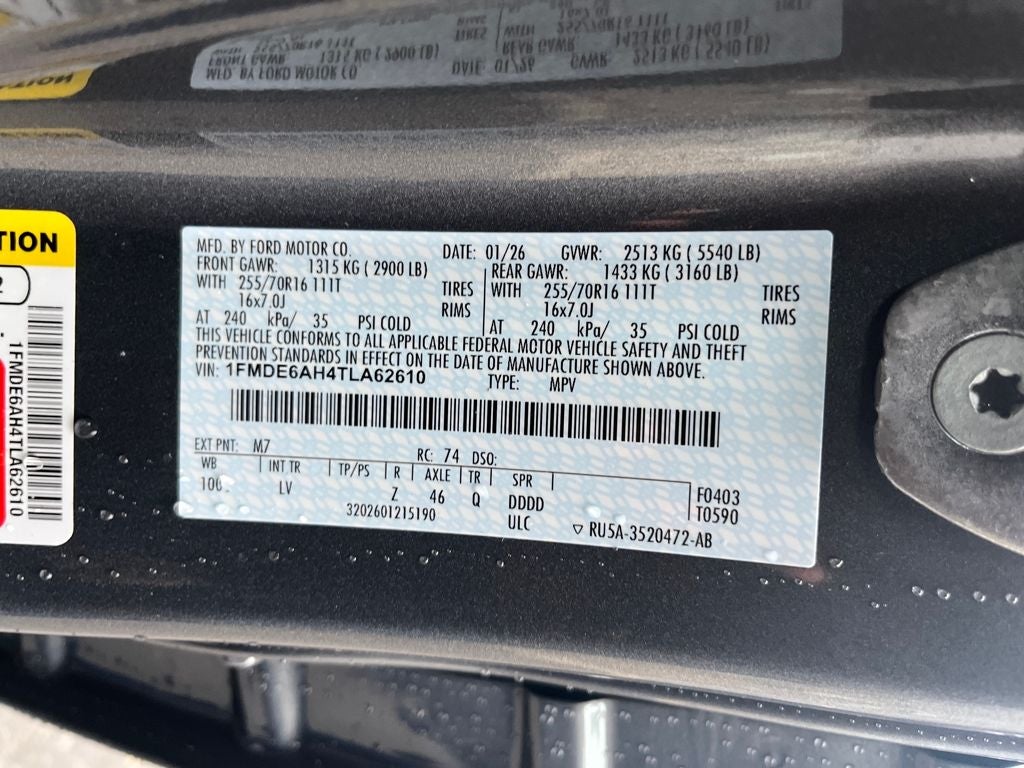 MFD. BY FORD MOTOR CO. DATE: 01/26 GVWR: 2513 KG ( 5540 LB)
FRONT GAWR: 1315 KG ( 2900 LB) REAR GAWR: 1433 KG ( 3160 LB)
WITH 255/70R16 111T TIRES WITH 255/70R16 111T TIRES
16x7.0J RIMS 16x7.0J RIMS
AT 240 kPa/ 35 PSI COLD AT 240 kPa/ 35 PSI COLD
THIS VEHICLE CONFORMS TO ALL APPLICABLE FEDERAL MOTOR VEHICLE SAFETY AND THEFT
PREVENTION STANDARDS IN EFFECT ON THE DATE OF MANUFACTURE SHOWN ABOVE.
VIN: 1FMDE6AH4TLA62610 TYPE: MPV
EXT PNT: M7 RC: 74 DSO:
WB INT TR TP/PS R AXLE TR SPR
100 LV Z 46 Q DDDD
F0403
T0590
3202601215190 ULC ▽ RU5A-3520472-AB
TION
2
1FMDE6AH4TLA62610